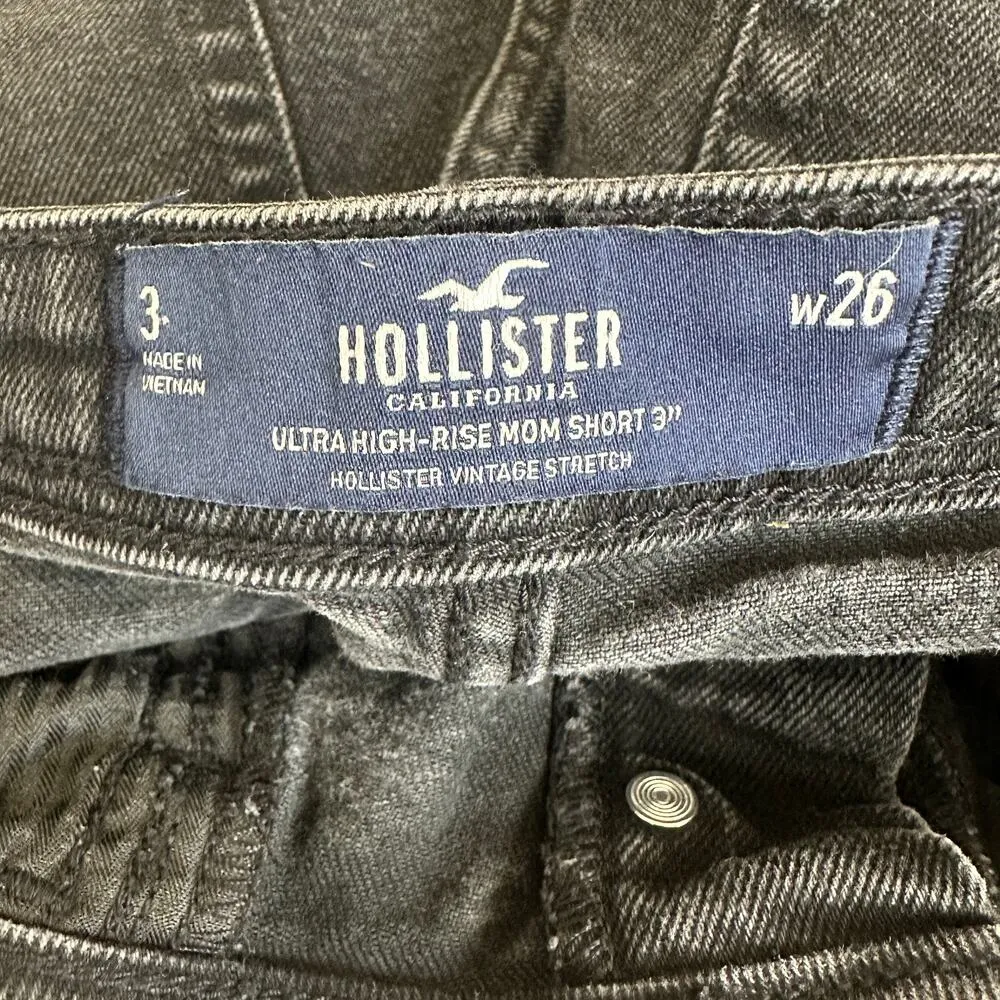 3.
MADE IN
VIETNAM
HOLLISTER
CALIFORNIA
ULTRA HIGH-RISE MOM SHORT 3"
HOLLISTER VINTAGE STRETCH
W26